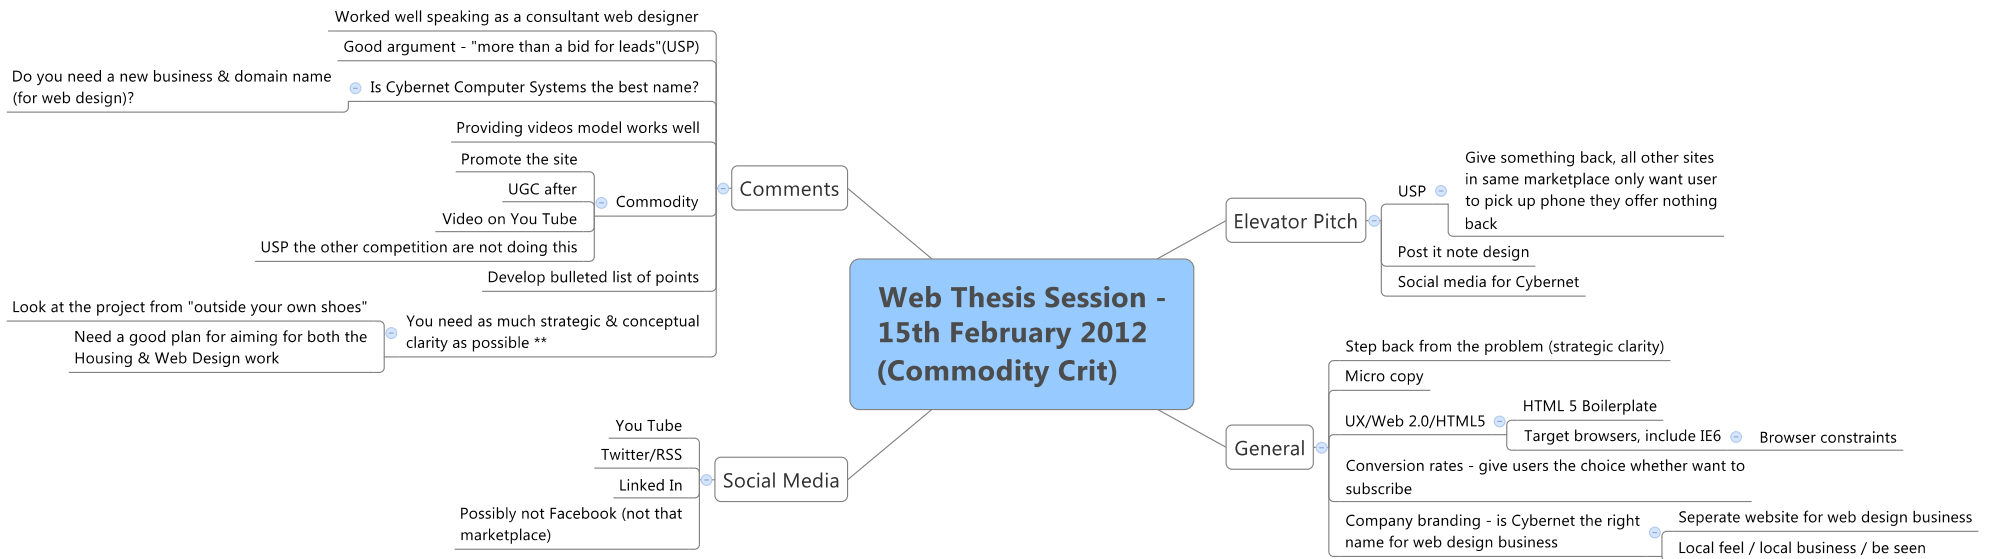 Worked well speaking as a consultant web designer
Good argument - "more than a bid for leads"(USP)
Do you need a new business & domain name
(for web design)?
Is Cybernet Computer Systems the best name?
Providing videos model works well
Promote the site
UGC after
Video on You Tube
USP the other competition are not doing this
Commodity
Develop bulleted list of points
Look at the project from "outside your own shoes"
Need a good plan for aiming for both the
Housing & Web Design work
You need as much strategic & conceptual
clarity as possible **
Comments
You Tube
Twitter/RSS
Linked In
Possibly not Facebook (not that
marketplace)
Social Media
Web Thesis Session -
15th February 2012
(Commodity Crit)
Elevator Pitch
USP
Give something back, all other sites
in same marketplace only want user
to pick up phone they offer nothing
back
Post it note design
Social media for Cybernet
General
Step back from the problem (strategic clarity)
Micro copy
UX/Web 2.0/HTML5
HTML 5 Boilerplate
Target browsers, include IE6
Browser constraints
Conversion rates - give users the choice whether want to
subscribe
Company branding - is Cybernet the right
name for web design business
Seperate website for web design business
Local feel / local business / be seen